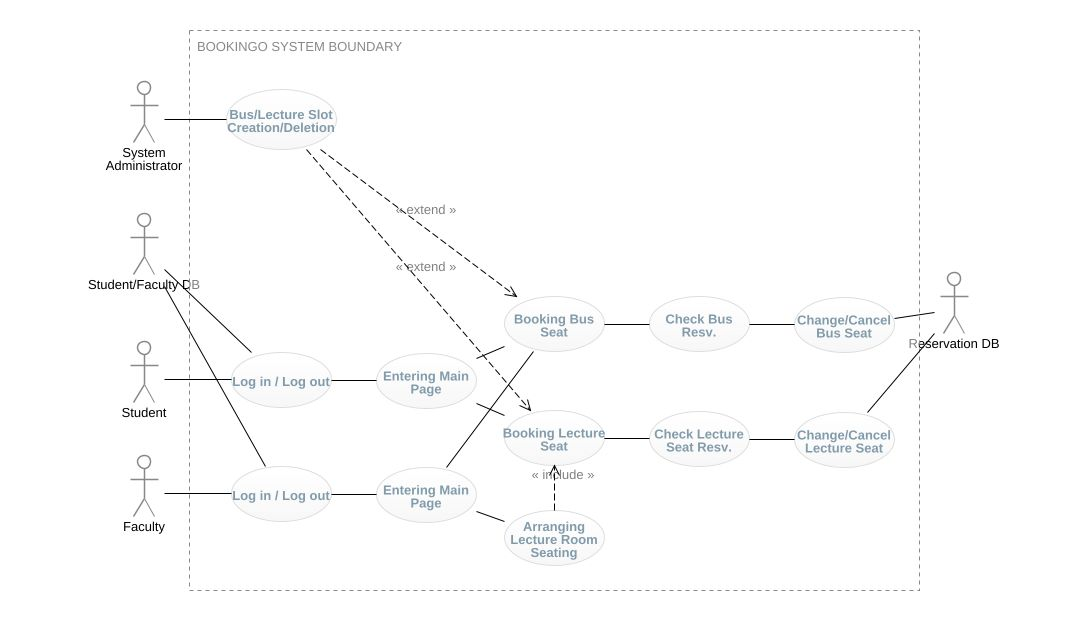 BOOKINGO SYSTEM BOUNDARY
Bus/Lecture Slot
Creation/Deletion
System
Administrator
« extend »
« extend »
Student/Faculty DB
Booking Bus
Seat
Check Bus
Resv.
Change/Cancel
Bus Seat
Reservation DB
Log in / Log out
Entering Main
Page
Student
Booking Lecture
Seat
Check Lecture
Seat Resv.
Change/Cancel
Lecture Seat
« include »
Log in / Log out
Entering Main
Page
Faculty
Arranging
Lecture Room
Seating